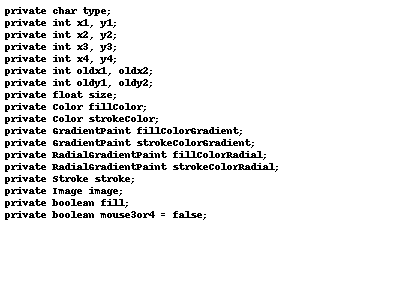 private char type;
private int x1, y1;
private int x2, y2;
private int x3, y3;
private int x4, y4;
private int oldx1, oldx2;
private int oldy1, oldy2;
private float size;
private Color fillColor;
private Color strokeColor;
private GradientPaint fillColorGradient;
private GradientPaint strokeColorGradient;
private RadialGradientPaint fillColorRadial;
private RadialGradientPaint strokeColorRadial;
private Stroke stroke;
private Image image;
private boolean fill;
private boolean mouse3or4 = false;